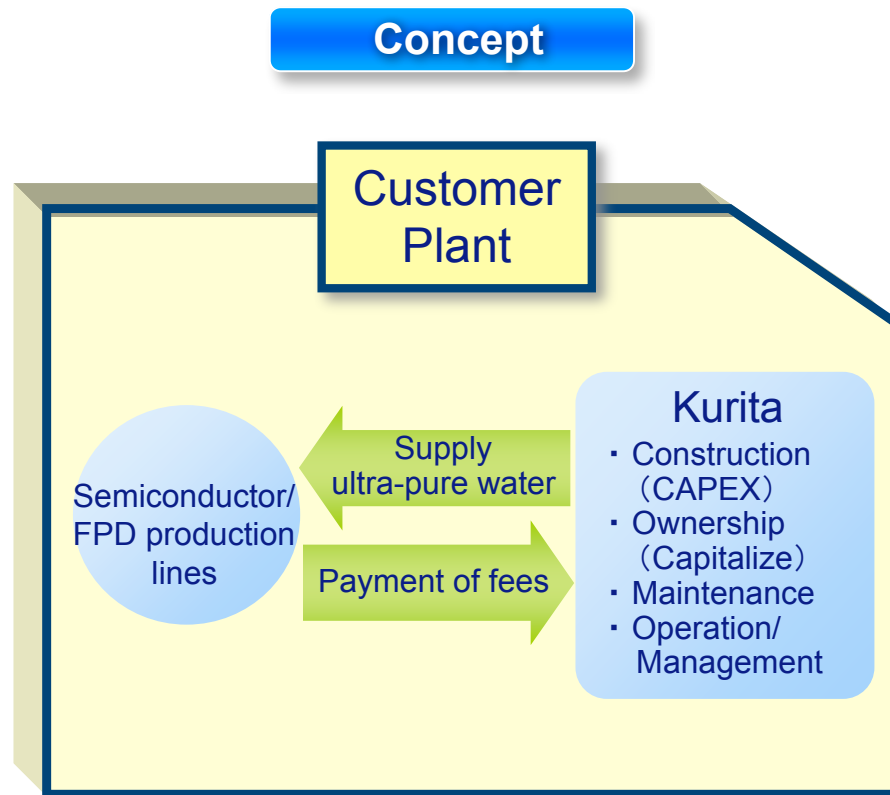 Concept
Customer
Plant
Semiconductor/
FPD production
lines
Supply
ultra-pure water
Payment of fees
Kurita
・Construction
（CAPEX）
・Ownership
（Capitalize）
・Maintenance
・Operation/
Management